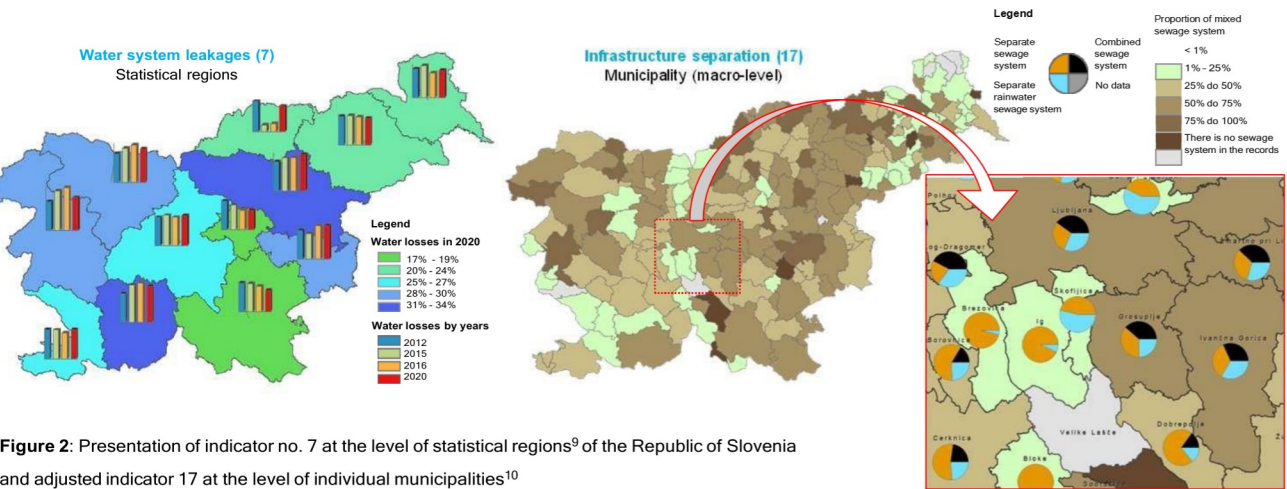 Water system leakages (7)
Statistical regions
Legend
Water losses in 2020
17% - 19%
20% - 24%
25% - 27%
28% - 30%
31% - 34%
Water losses by years
2012
2015
2016
2020
Infrastructure separation (17)
Municipality (macro-level)
Legend
Separate
sewage
system
Separate
rainwater
sewage system
Combined
sewage
system
No data
Proportion of mixed
sewage system
< 1%
1% - 25%
25% do 50%
50% do 75%
75% do 100%
There is no sewage
system in the records
Ljubljana
Škofljica
Brezovica
Ig
Grosuplje
Borovnica
Ivančna Gorica
Velike Lašče
Dobrepolje
Cerknica
Bloke
Figure 2: Presentation of indicator no. 7 at the level of statistical regions⁹ of the Republic of Slovenia
and adjusted indicator 17 at the level of individual municipalities¹⁰